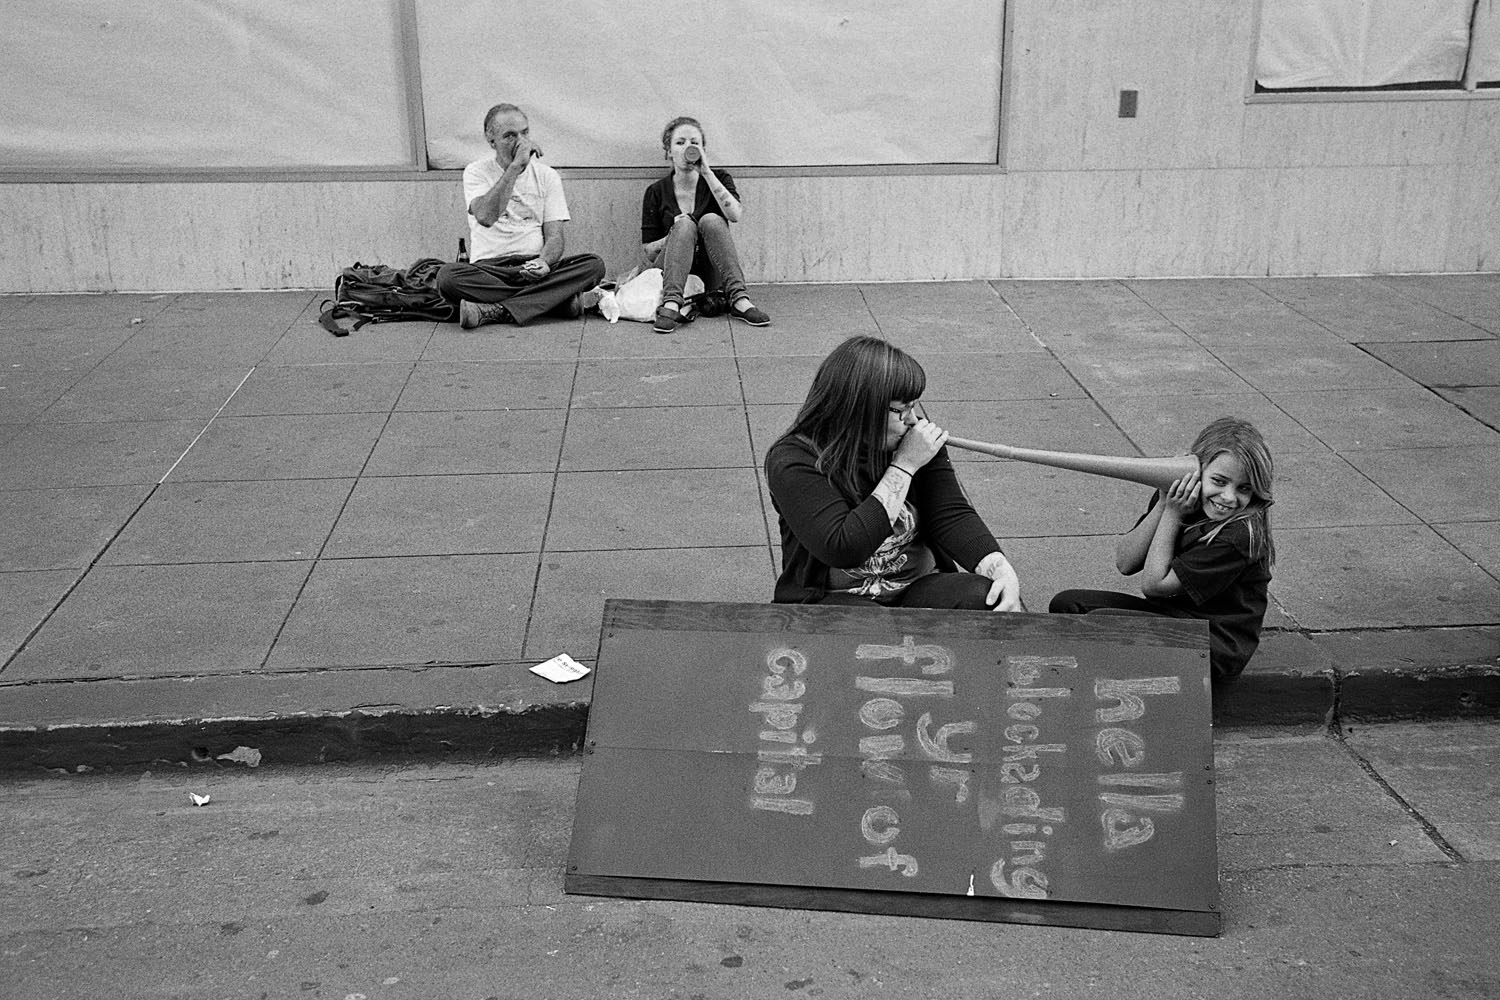 hella
blockading
yr
flow of
capital